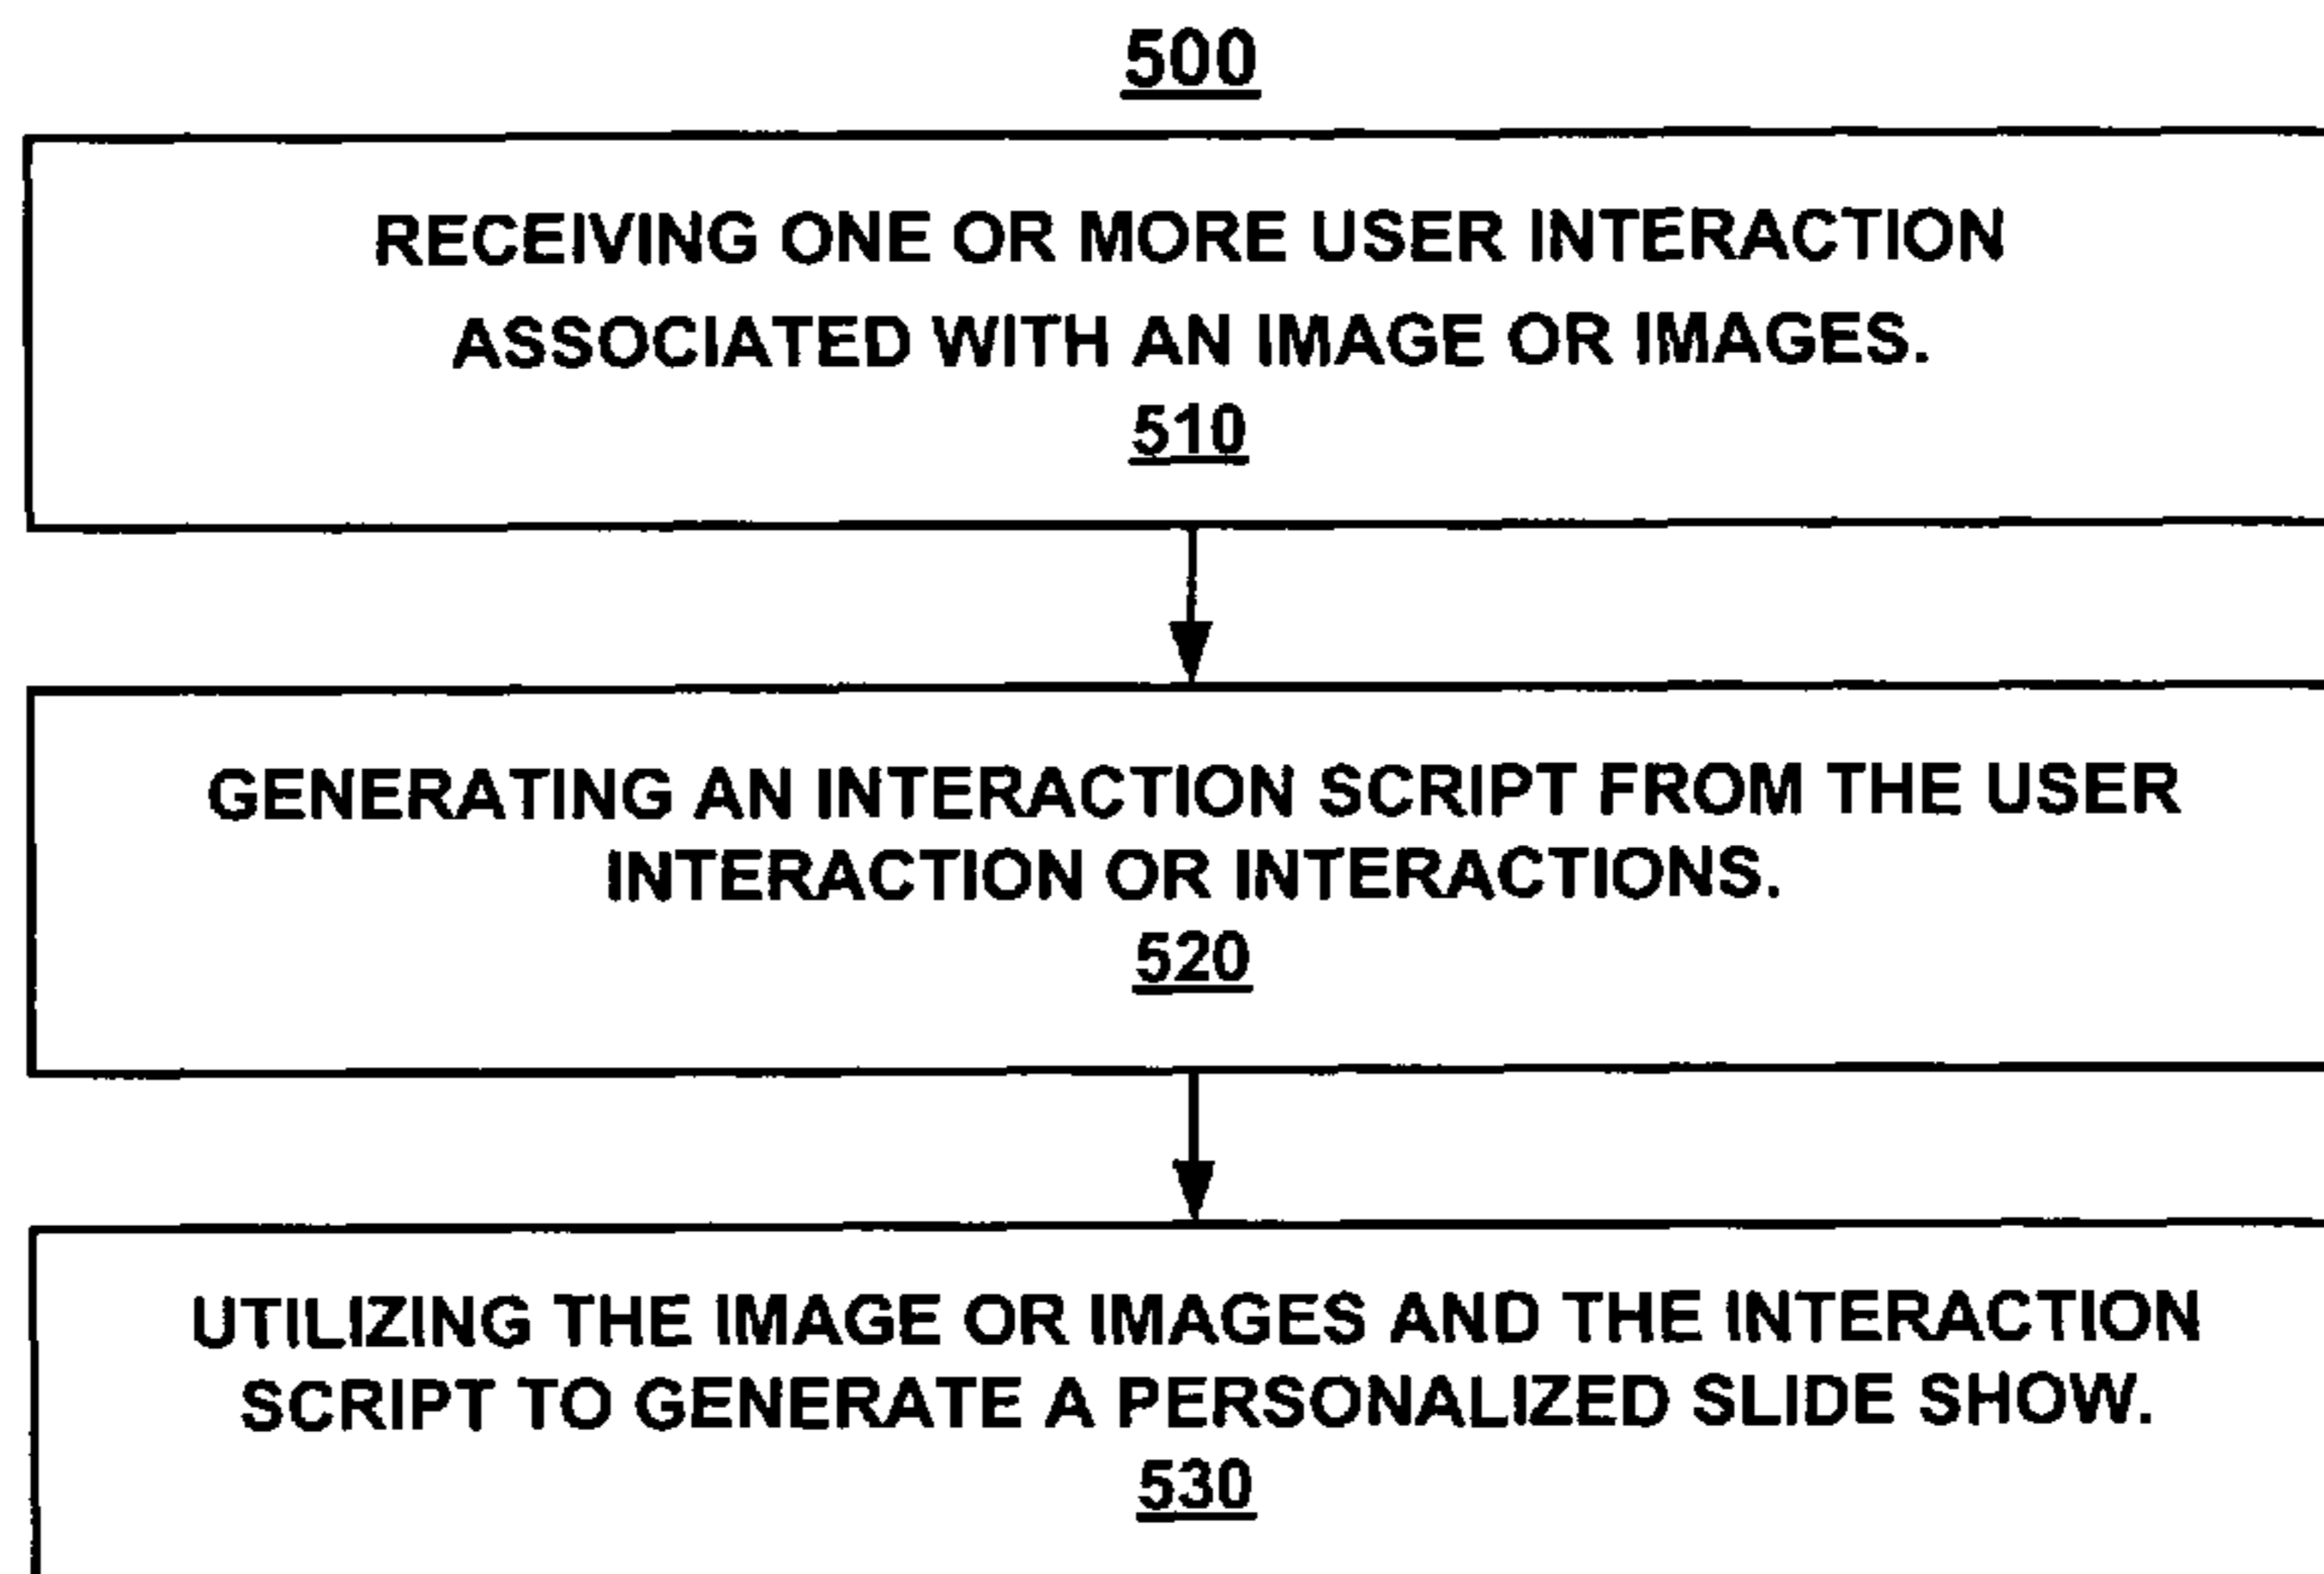 500
RECEIVING ONE OR MORE USER INTERACTION
ASSOCIATED WITH AN IMAGE OR IMAGES.
510
GENERATING AN INTERACTION SCRIPT FROM THE USER
INTERACTION OR INTERACTIONS.
520
UTILIZING THE IMAGE OR IMAGES AND THE INTERACTION
SCRIPT TO GENERATE A PERSONALIZED SLIDE SHOW.
530